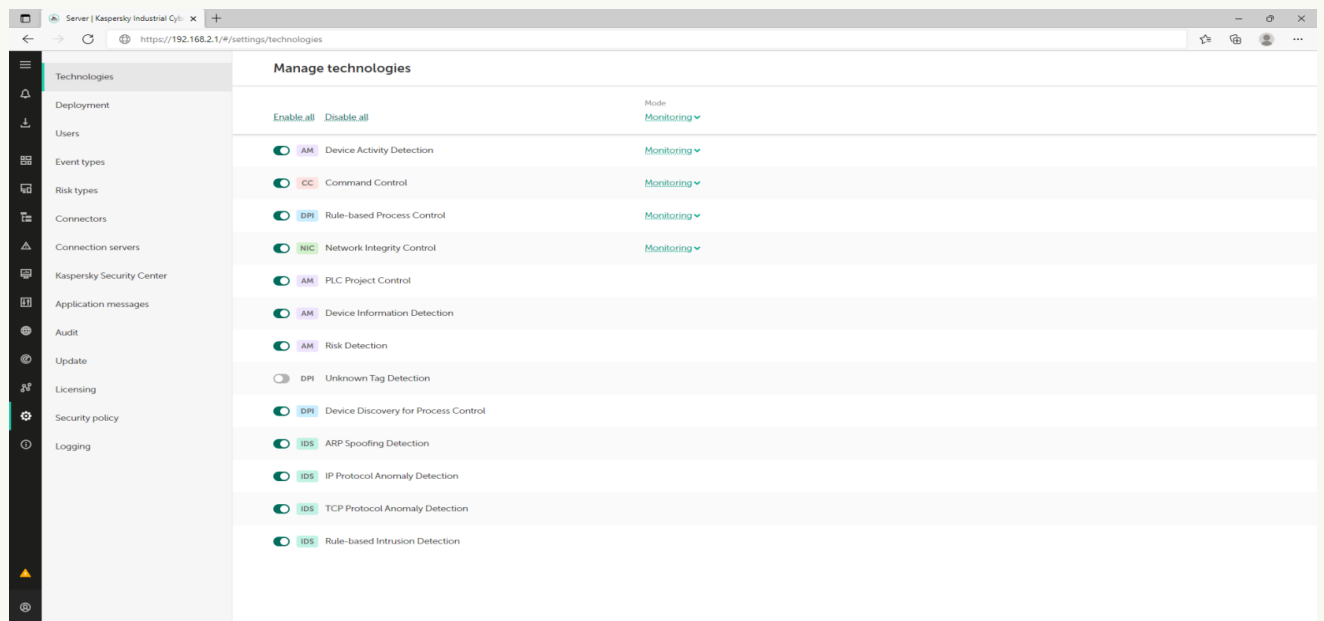 Server | Kaspersky Industrial Cyb
https://192.168.2.1/#/settings/technologies
Technologies
Deployment
Users
Event types
Risk types
Connectors
Connection servers
Kaspersky Security Center
Application messages
Audit
Update
Licensing
Security policy
Logging
Manage technologies
Mode
Enable all Disable all Monitoring
AM Device Activity Detection Monitoring
CC Command Control Monitoring
DPI Rule-based Process Control Monitoring
NIC Network Integrity Control Monitoring
AM PLC Project Control
AM Device Information Detection
AM Risk Detection
DPI Unknown Tag Detection
DPI Device Discovery for Process Control
IDS ARP Spoofing Detection
IDS IP Protocol Anomaly Detection
IDS TCP Protocol Anomaly Detection
IDS Rule-based Intrusion Detection